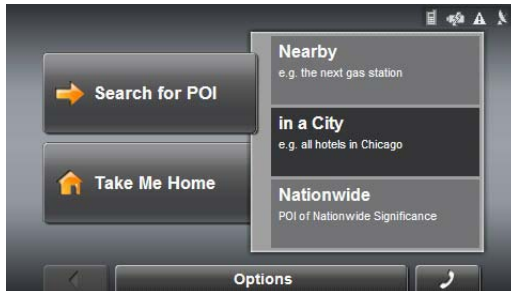 Search for POI
Take Me Home
Nearby
e.g. the next gas station
in a City
e.g. all hotels in Chicago
Nationwide
POI of Nationwide Significance
Options